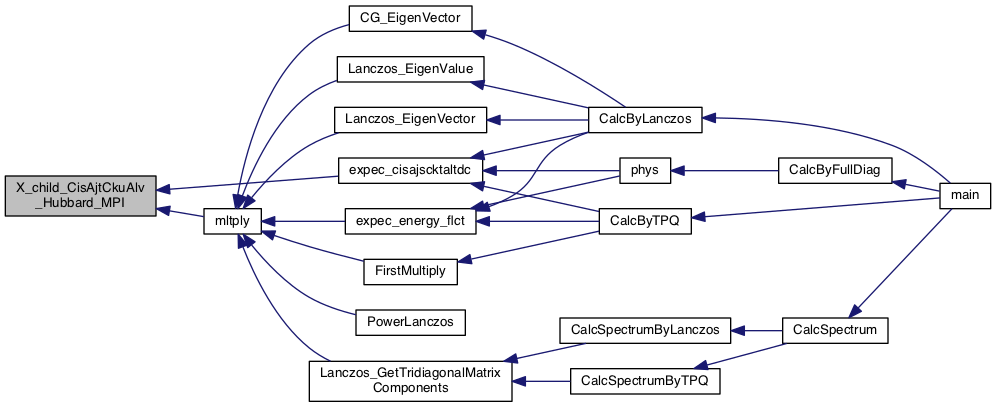 X_child_CisAjtCkuAlv
_Hubbard_MPI
mltply
CG_EigenVector
Lanczos_EigenValue
Lanczos_EigenVector
expec_cisajscktaltdc
expec_energy_flct
FirstMultiply
PowerLanczos
Lanczos_GetTridiagonalMatrix
Components
CalcByLanczos
phys
CalcByTPQ
CalcSpectrumByLanczos
CalcSpectrumByTPQ
CalcByFullDiag
CalcSpectrum
main